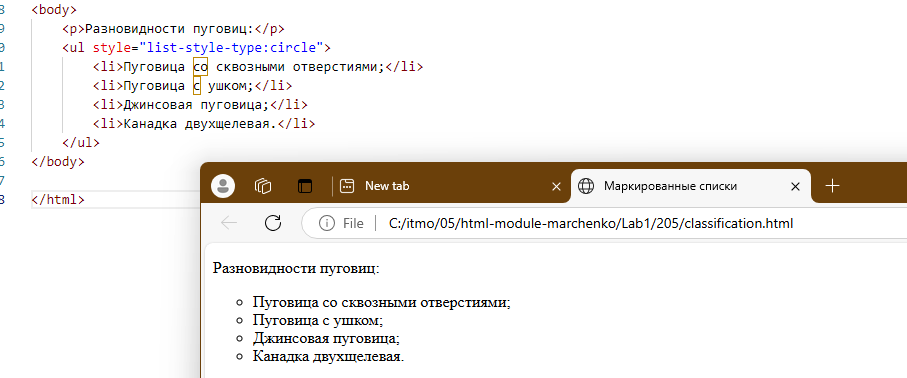 8 <body>
9 <p>Разновидности пуговиц:</p>
0 <ul style="list-style-type:circle">
1 <li>Пуговица со сквозными отверстиями;</li>
2 <li>Пуговица с ушком;</li>
3 <li>Джинсовая пуговица;</li>
4 <li>Канадка двухщелевая.</li>
5 </ul>
6 </body>
7
8 </html>
New tab
Маркированные списки
File C:/itmo/05/html-module-marchenko/Lab1/205/classification.html
Разновидности пуговиц:
Пуговица со сквозными отверстиями;
Пуговица с ушком;
Джинсовая пуговица;
Канадка двухщелевая.